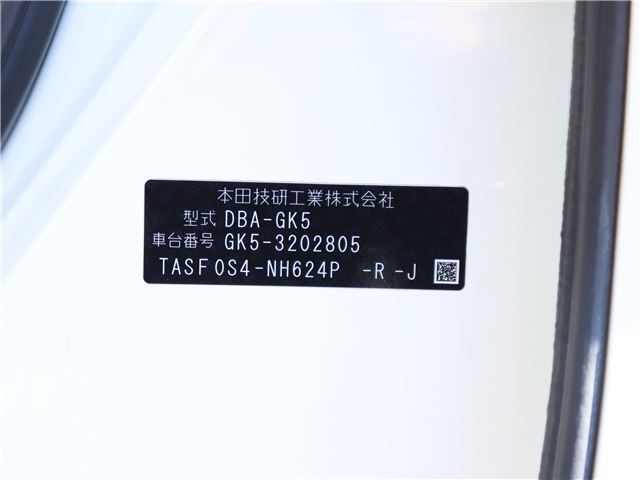 本田技研工業株式会社
型式 DBA-GK5
車台番号 GK5-3202805
TASF0S4-NH624P -R-J